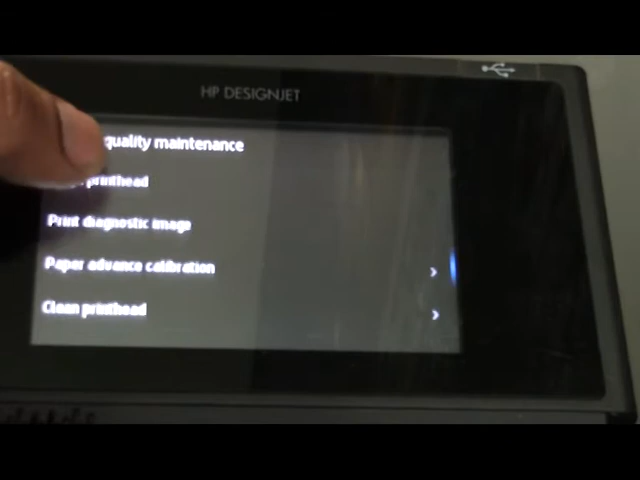 HP DESIGNJET
quality maintenance
printhead
Print diagnostic image
Paper advance calibration
Clean printhead